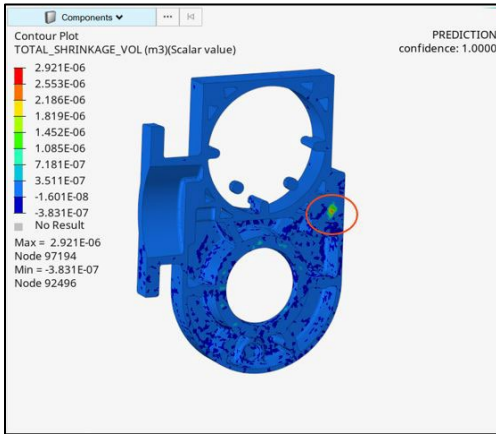 Components
Contour Plot
TOTAL_SHRINKAGE_VOL (m3)(Scalar value)
PREDICTION
confidence: 1.0000
2.921E-06
2.553E-06
2.186E-06
1.819E-06
1.452E-06
1.085E-06
7.181E-07
3.511E-07
-1.601E-08
-3.831E-07
No Result
Max = 2.921E-06
Node 97194
Min = -3.831E-07
Node 92496